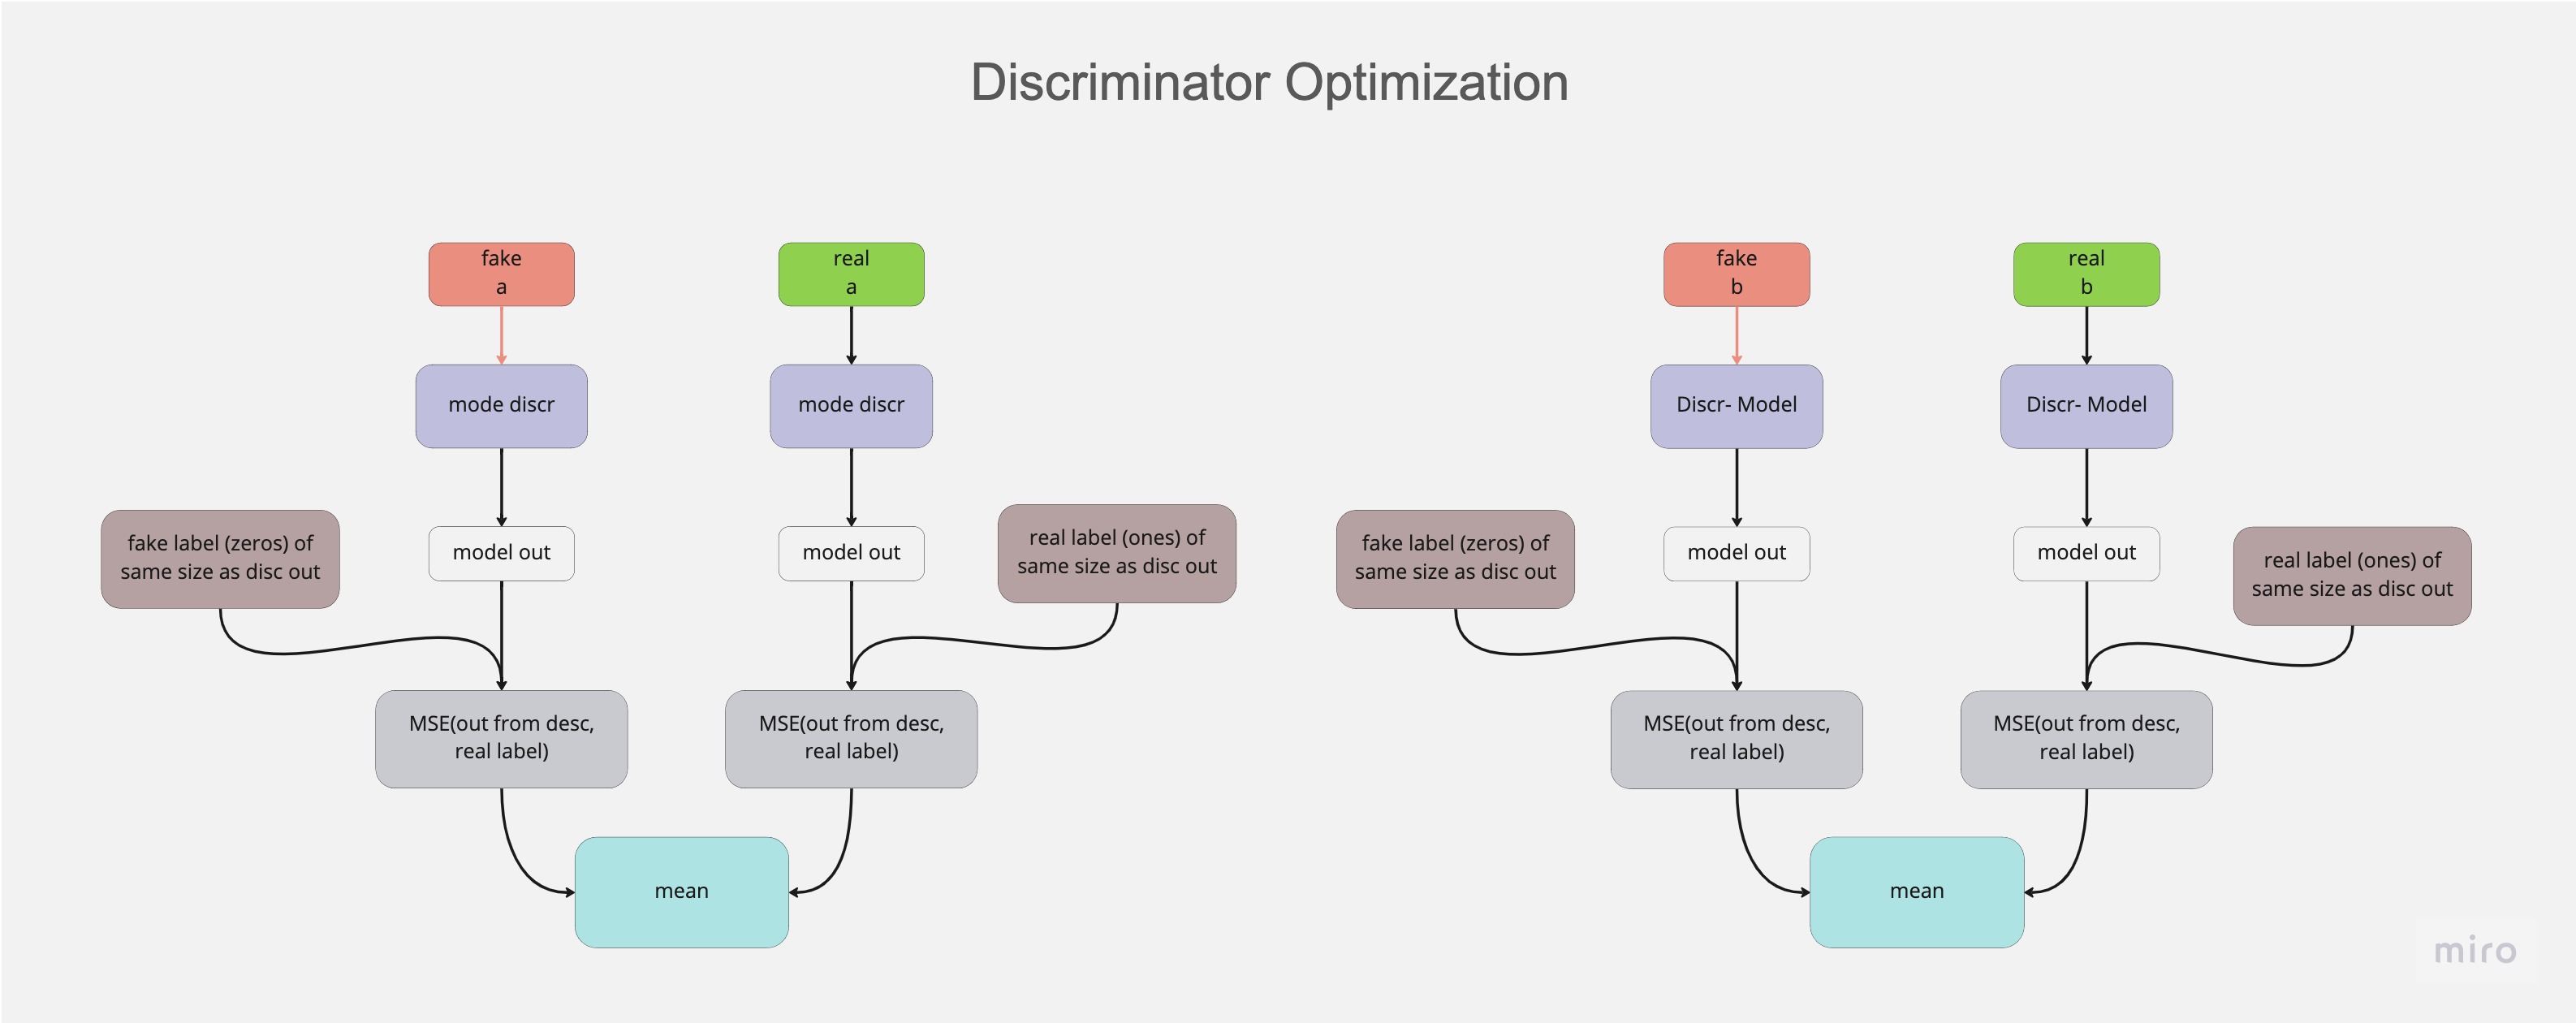 Discriminator Optimization
fake
a
real
a
fake
b
real
b
mode discr
mode discr
Discr- Model
Discr- Model
fake label (zeros) of
same size as disc out
model out
model out
real label (ones) of
same size as disc out
fake label (zeros) of
same size as disc out
model out
model out
real label (ones) of
same size as disc out
MSE(out from desc,
real label)
MSE(out from desc,
real label)
MSE(out from desc,
real label)
MSE(out from desc,
real label)
mean
mean
miro